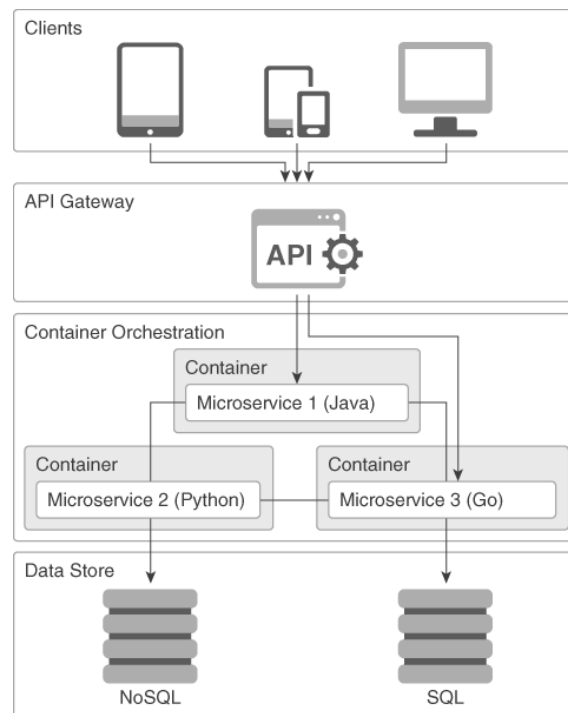 Clients
API Gateway
API
Container Orchestration
Container
Microservice 1 (Java)
Container
Container
Microservice 2 (Python)
Microservice 3 (Go)
Data Store
NoSQL
SQL